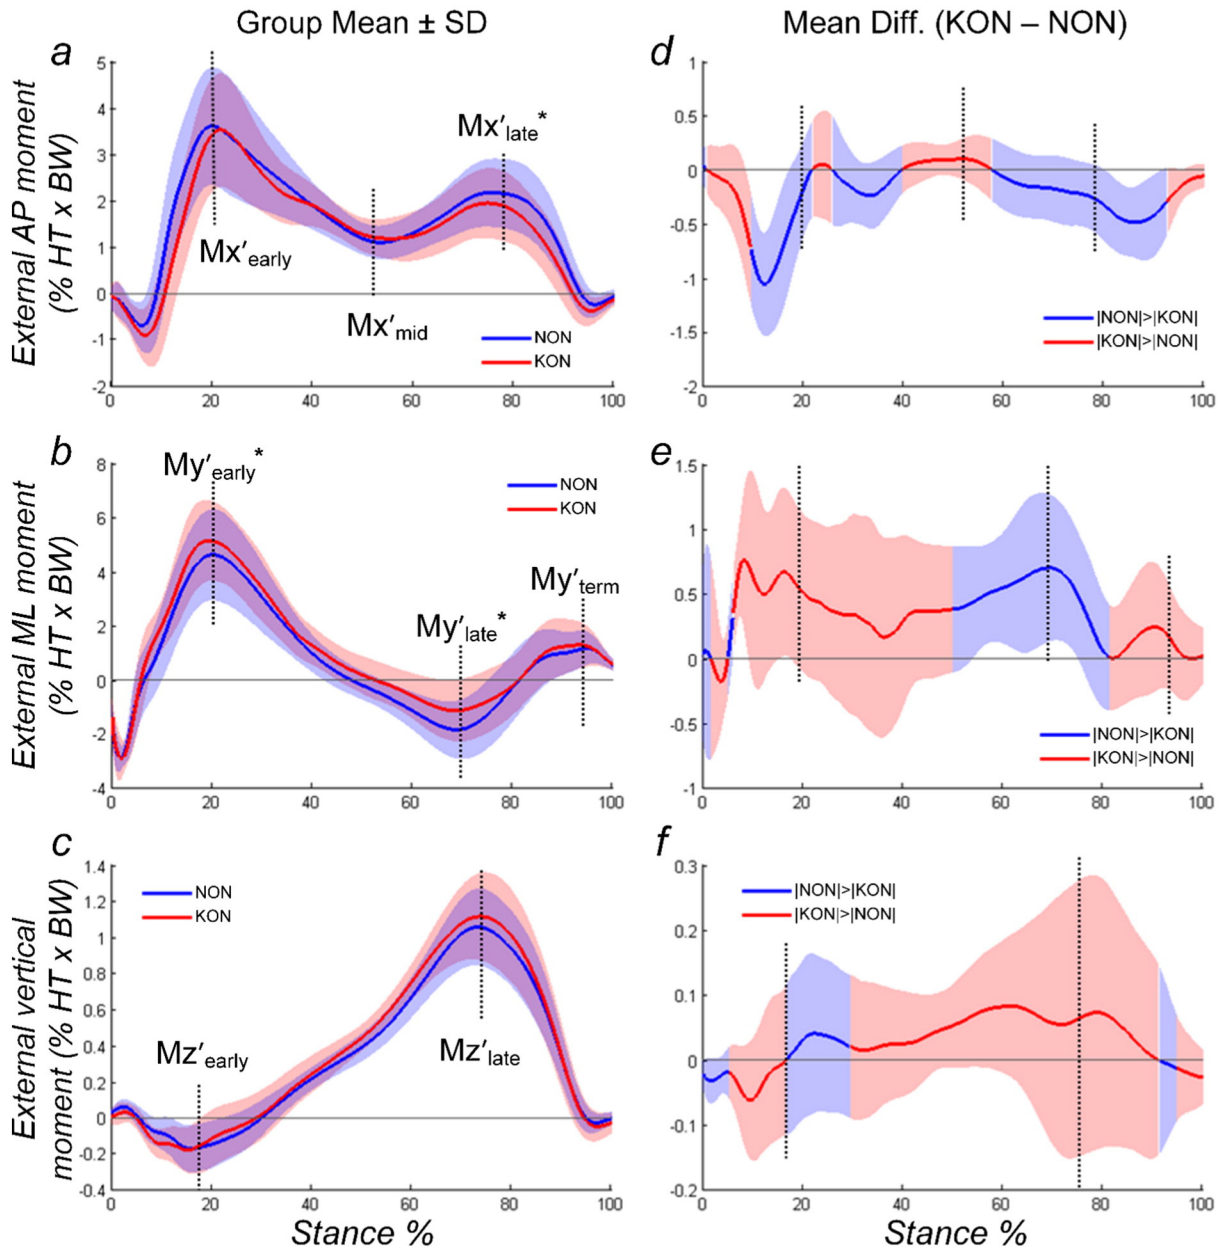 Group Mean ± SD
Mean Diff. (KON – NON)
a
External AP moment
(% HT x BW)
5
4
3
2
1
0
-1
-2
0
20
40
60
80
100
Mx′early
Mx′mid
Mx′late*
NON
KON
d
1
0.5
0
-0.5
-1
-1.5
-2
0
20
40
60
80
100
|NON|>|KON|
|KON|>|NON|
b
External ML moment
(% HT x BW)
8
6
4
2
0
-2
-4
0
20
40
60
80
100
My′early*
My′late*
My′term
NON
KON
e
1.5
1
0.5
0
-0.5
-1
0
20
40
60
80
100
|NON|>|KON|
|KON|>|NON|
c
External vertical
moment (% HT x BW)
1.4
1.2
1
0.8
0.6
0.4
0.2
0
-0.2
-0.4
0
20
40
60
80
100
Mz′early
Mz′late
NON
KON
Stance %
f
0.3
0.2
0.1
0
-0.1
-0.2
0
20
40
60
80
100
|NON|>|KON|
|KON|>|NON|
Stance %